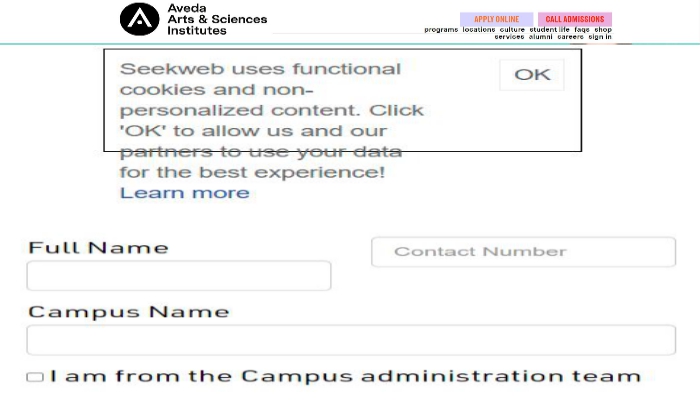 Aveda
Arts & Sciences
Institutes
APPLY ONLINE
CALL ADMISSIONS
programs locations culture student life faqs shop
services alumni careers sign in
Seekweb uses functional
cookies and non-
personalized content. Click
'OK' to allow us and our
partners to use your data
for the best experience!
Learn more
OK
Full Name
Contact Number
Campus Name
I am from the Campus administration team